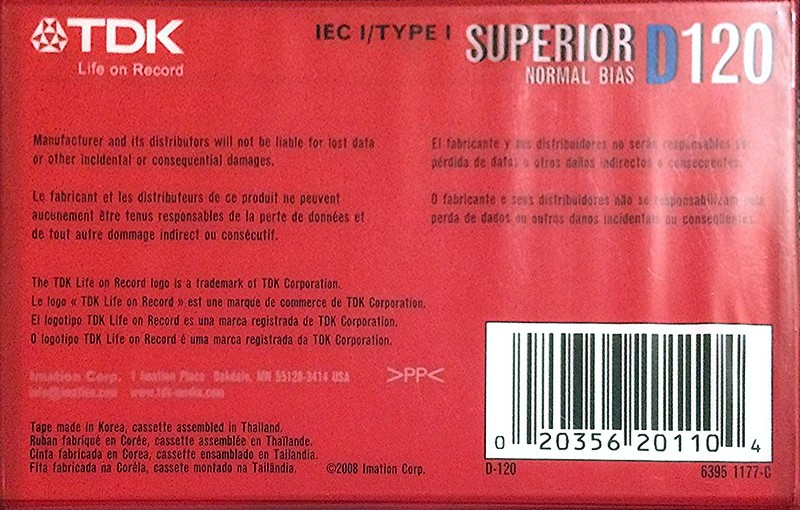 TDK
Life on Record
IEC I/TYPE I
SUPERIOR D120
NORMAL BIAS
Manufacturer and its distributors will not be liable for lost data
or other incidental or consequential damages.
Le fabricant et les distributeurs de ce produit ne peuvent
aucunement être tenus responsables de la perte de données et
de tout autre dommage indirect ou consécutif.
El fabricante y sus distribuidores no serán responsables
pérdida de datos u otros daños indirectos o consecuentes.
O fabricante e seus distribuidores não se responsabilizam pela
perda de dados ou outros danos incidentais ou conseqüentes.
The TDK Life on Record logo is a trademark of TDK Corporation.
Le logo « TDK Life on Record » est une marque de commerce de TDK Corporation.
El logotipo TDK Life on Record es una marca registrada de TDK Corporation.
O logotipo TDK Life on Record é uma marca registrada da TDK Corporation.
Imation Corp. 1 Imation Place Oakdale, MN 55128-3414 USA
info@imation.com www.tdk-media.com
>PP<
Tape made in Korea, cassette assembled in Thailand.
Ruban fabriqué en Corée, cassette assemblée en Thaïlande.
Cinta fabricada en Corea, cassette ensamblado en Tailandia.
Fita fabricada na Coréia, cassete montado na Tailândia.
©2008 Imation Corp.
0 20356 20110 4
D-120
6395 1177-C